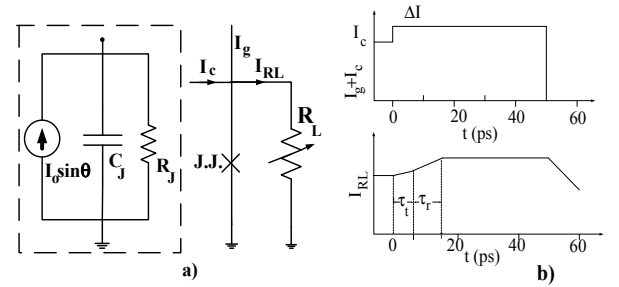 I₀sinθ
C_J
R_J
I_g
I_c
I_RL
R_L
J.J.
a)
ΔI
I_c
I_g+I_c
0 20 40 60
t (ps)
I_RL
τ_t τ_r
0 20 40 60
t (ps)
b)